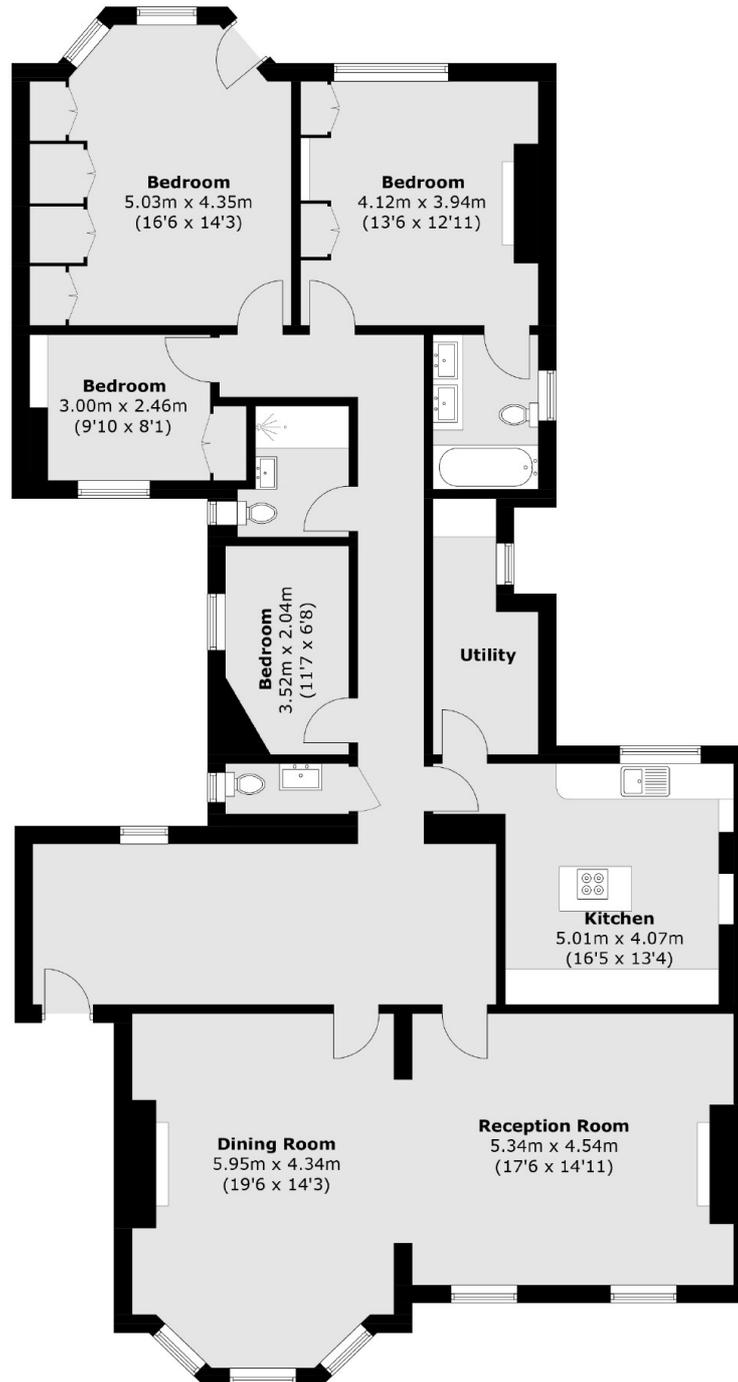 Bedroom
5.03m x 4.35m
(16'6 x 14'3)
Bedroom
4.12m x 3.94m
(13'6 x 12'11)
Bedroom
3.00m x 2.46m
(9'10 x 8'1)
Bedroom
3.52m x 2.04m
(11'7 x 6'8)
Utility
Kitchen
5.01m x 4.07m
(16'5 x 13'4)
Dining Room
5.95m x 4.34m
(19'6 x 14'3)
Reception Room
5.34m x 4.54m
(17'6 x 14'11)